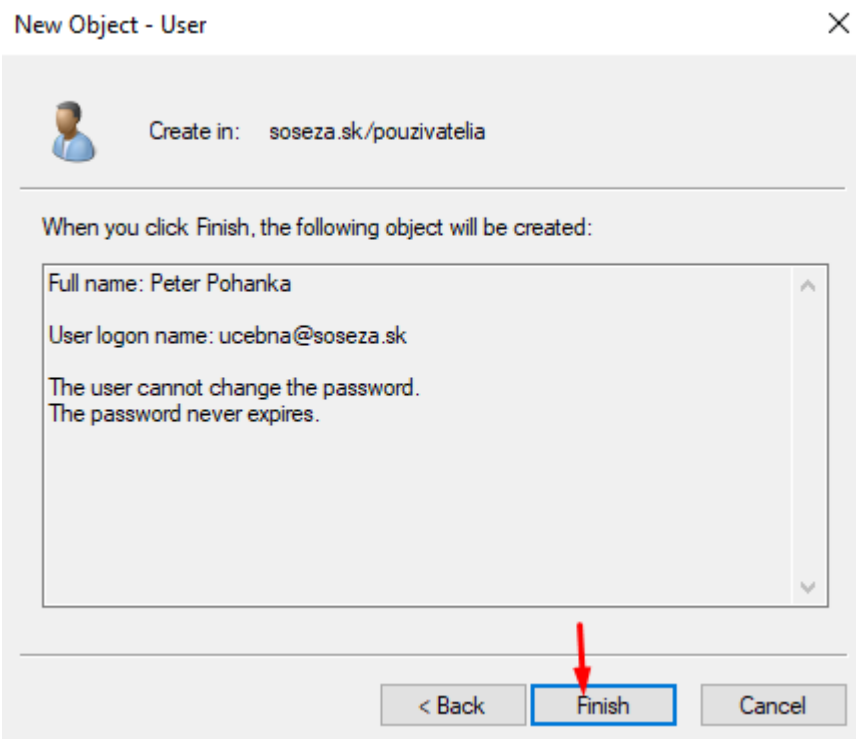 New Object - User
Create in: soseza.sk/pouzivatelia
When you click Finish, the following object will be created:
Full name: Peter Pohanka
User logon name: ucebna@soseza.sk
The user cannot change the password.
The password never expires.
< Back Finish Cancel